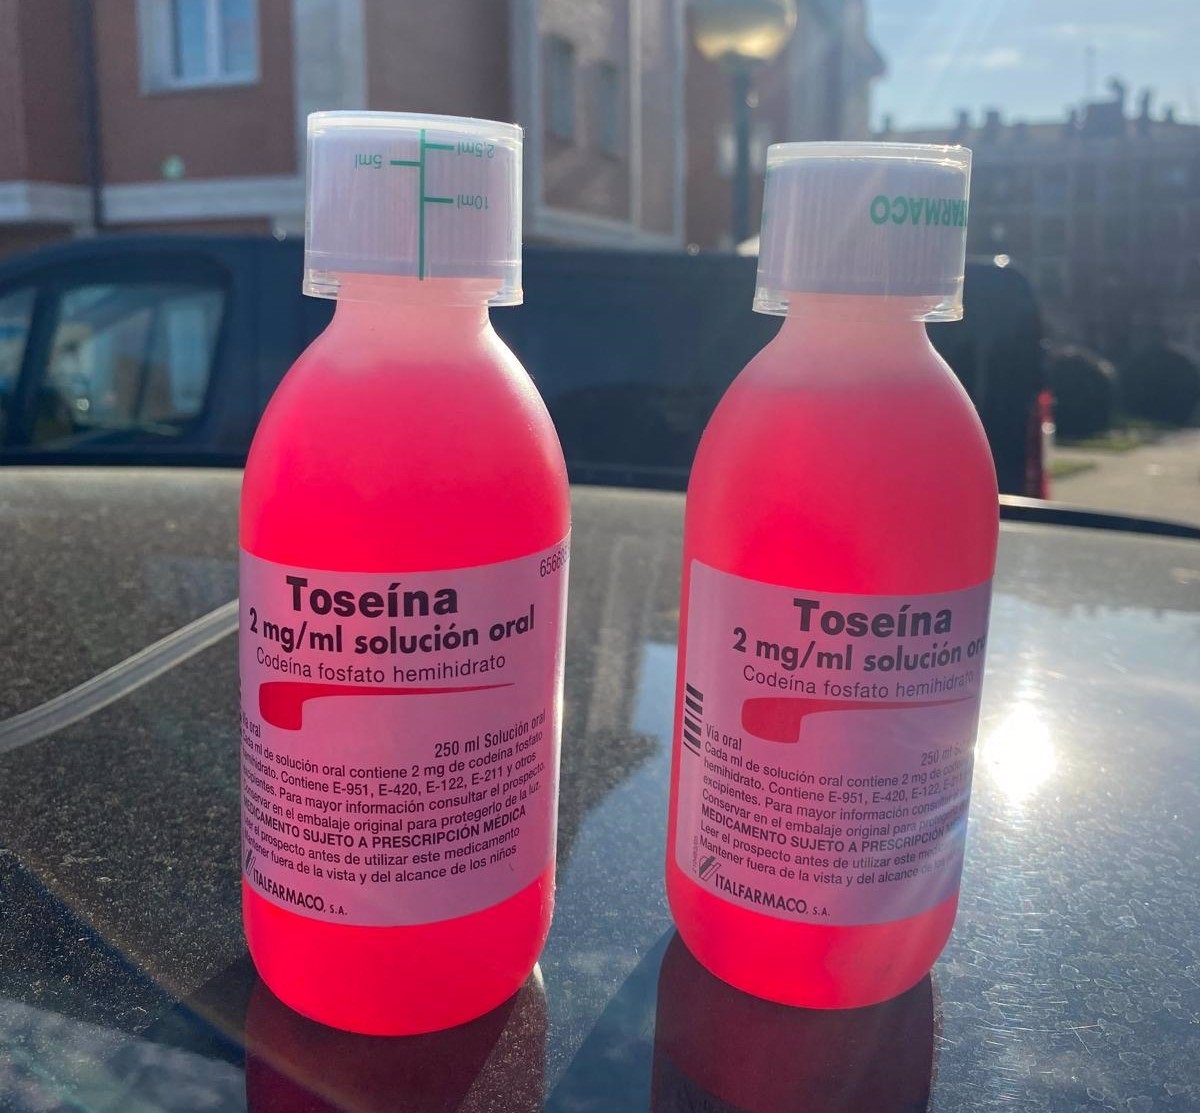 2,5ml
5ml
10ml
Toseína
2 mg/ml solución oral
Codeína fosfato hemihidrato
250 ml Solución oral
oral
Cada ml de solución oral contiene 2 mg de codeína fosfato
hemihidrato. Contiene E-951, E-420, E-122, E-211 y otros
excipientes. Para mayor información consultar el prospecto.
Conservar en el embalaje original para protegerlo de la luz.
MEDICAMENTO SUJETO A PRESCRIPCIÓN MÉDICA
Leer el prospecto antes de utilizar este medicamento
Mantener fuera de la vista y del alcance de los niños
ITALFARMACO, S.A.
FARMACO
Toseína
2 mg/ml solución
Codeína fosfato hemihidrato
250 ml
Vía oral
Cada ml de solución oral contiene 2 mg de
hemihidrato. Contiene E-951, E-420, E-122,
excipientes. Para mayor información consultar
Conservar en el embalaje original para
MEDICAMENTO SUJETO A PRESCRIPCIÓN
Leer el prospecto antes de utilizar este
Mantener fuera de la vista y del alcance de
ITALFARMACO, S.A.